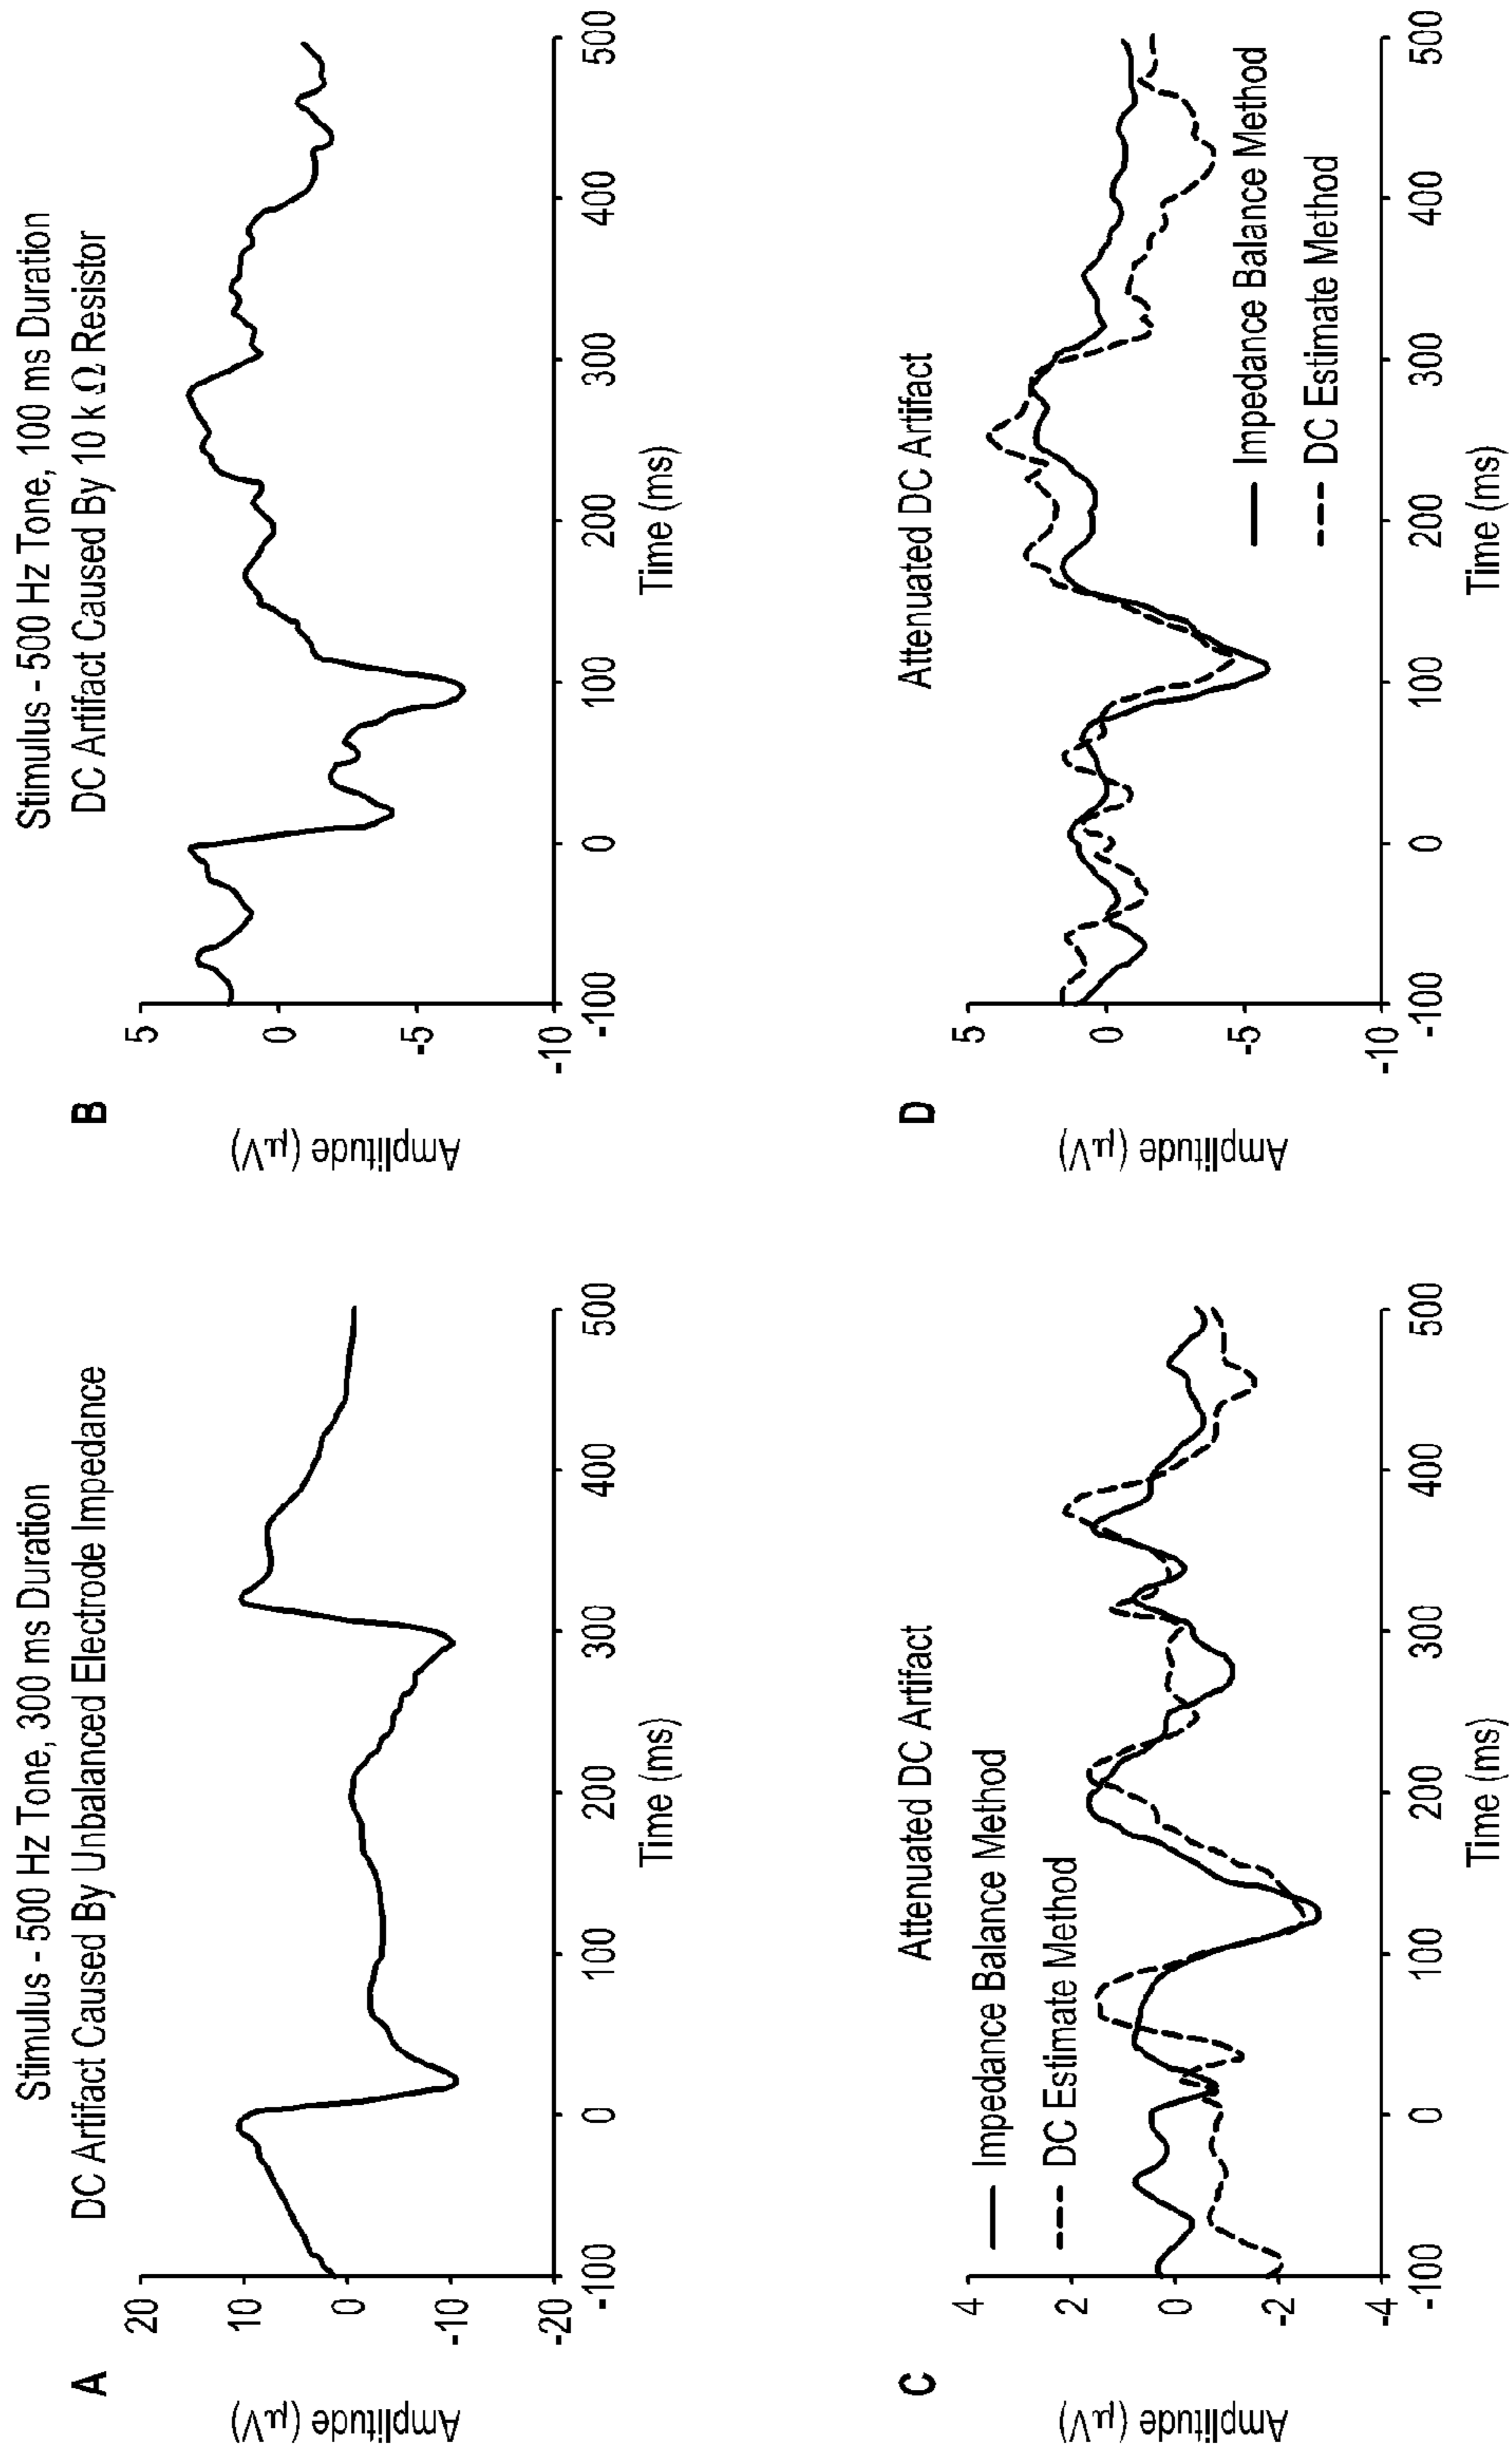 A
Stimulus - 500 Hz Tone, 300 ms Duration
DC Artifact Caused By Unbalanced Electrode Impedance
Amplitude (μV)
20
10
0
-10
-20
-100
0
100
200
300
400
500
Time (ms)
B
Stimulus - 500 Hz Tone, 100 ms Duration
DC Artifact Caused By 10 k Ω Resistor
Amplitude (μV)
5
0
-5
-10
-100
0
100
200
300
400
500
Time (ms)
C
Attenuated DC Artifact
Impedance Balance Method
DC Estimate Method
Amplitude (μV)
4
2
0
-2
-4
-100
0
100
200
300
400
500
Time (ms)
D
Attenuated DC Artifact
Impedance Balance Method
DC Estimate Method
Amplitude (μV)
5
0
-5
-10
-100
0
100
200
300
400
500
Time (ms)